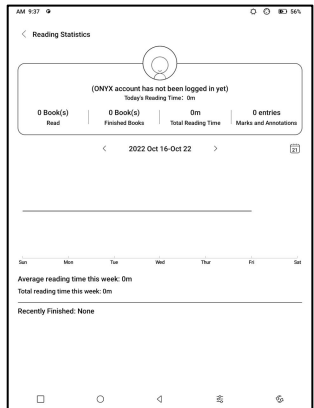 AM 9:37 56%
Reading Statistics
(ONYX account has not been logged in yet)
Today's Reading Time: 0m
0 Book(s) 0 Book(s) 0m 0 entries
Read Finished Books Total Reading Time Marks and Annotations
2022 Oct 16-Oct 22 21
Sun Mon Tue Wed Thur Fri Sat
Average reading time this week: 0m
Total reading time this week: 0m
Recently Finished: None